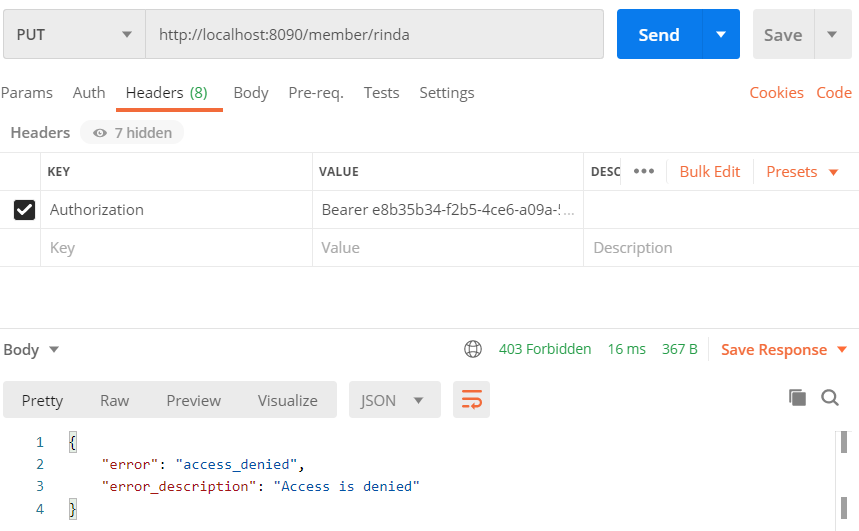 PUT http://localhost:8090/member/rinda Send Save
Params Auth Headers (8) Body Pre-req. Tests Settings Cookies Code
Headers 7 hidden
KEY VALUE DESC ••• Bulk Edit Presets
Authorization Bearer e8b35b34-f2b5-4ce6-a09a-...
Key Value Description
Body 403 Forbidden 16 ms 367 B Save Response
Pretty Raw Preview Visualize JSON
1 {
2 "error": "access_denied",
3 "error_description": "Access is denied"
4 }